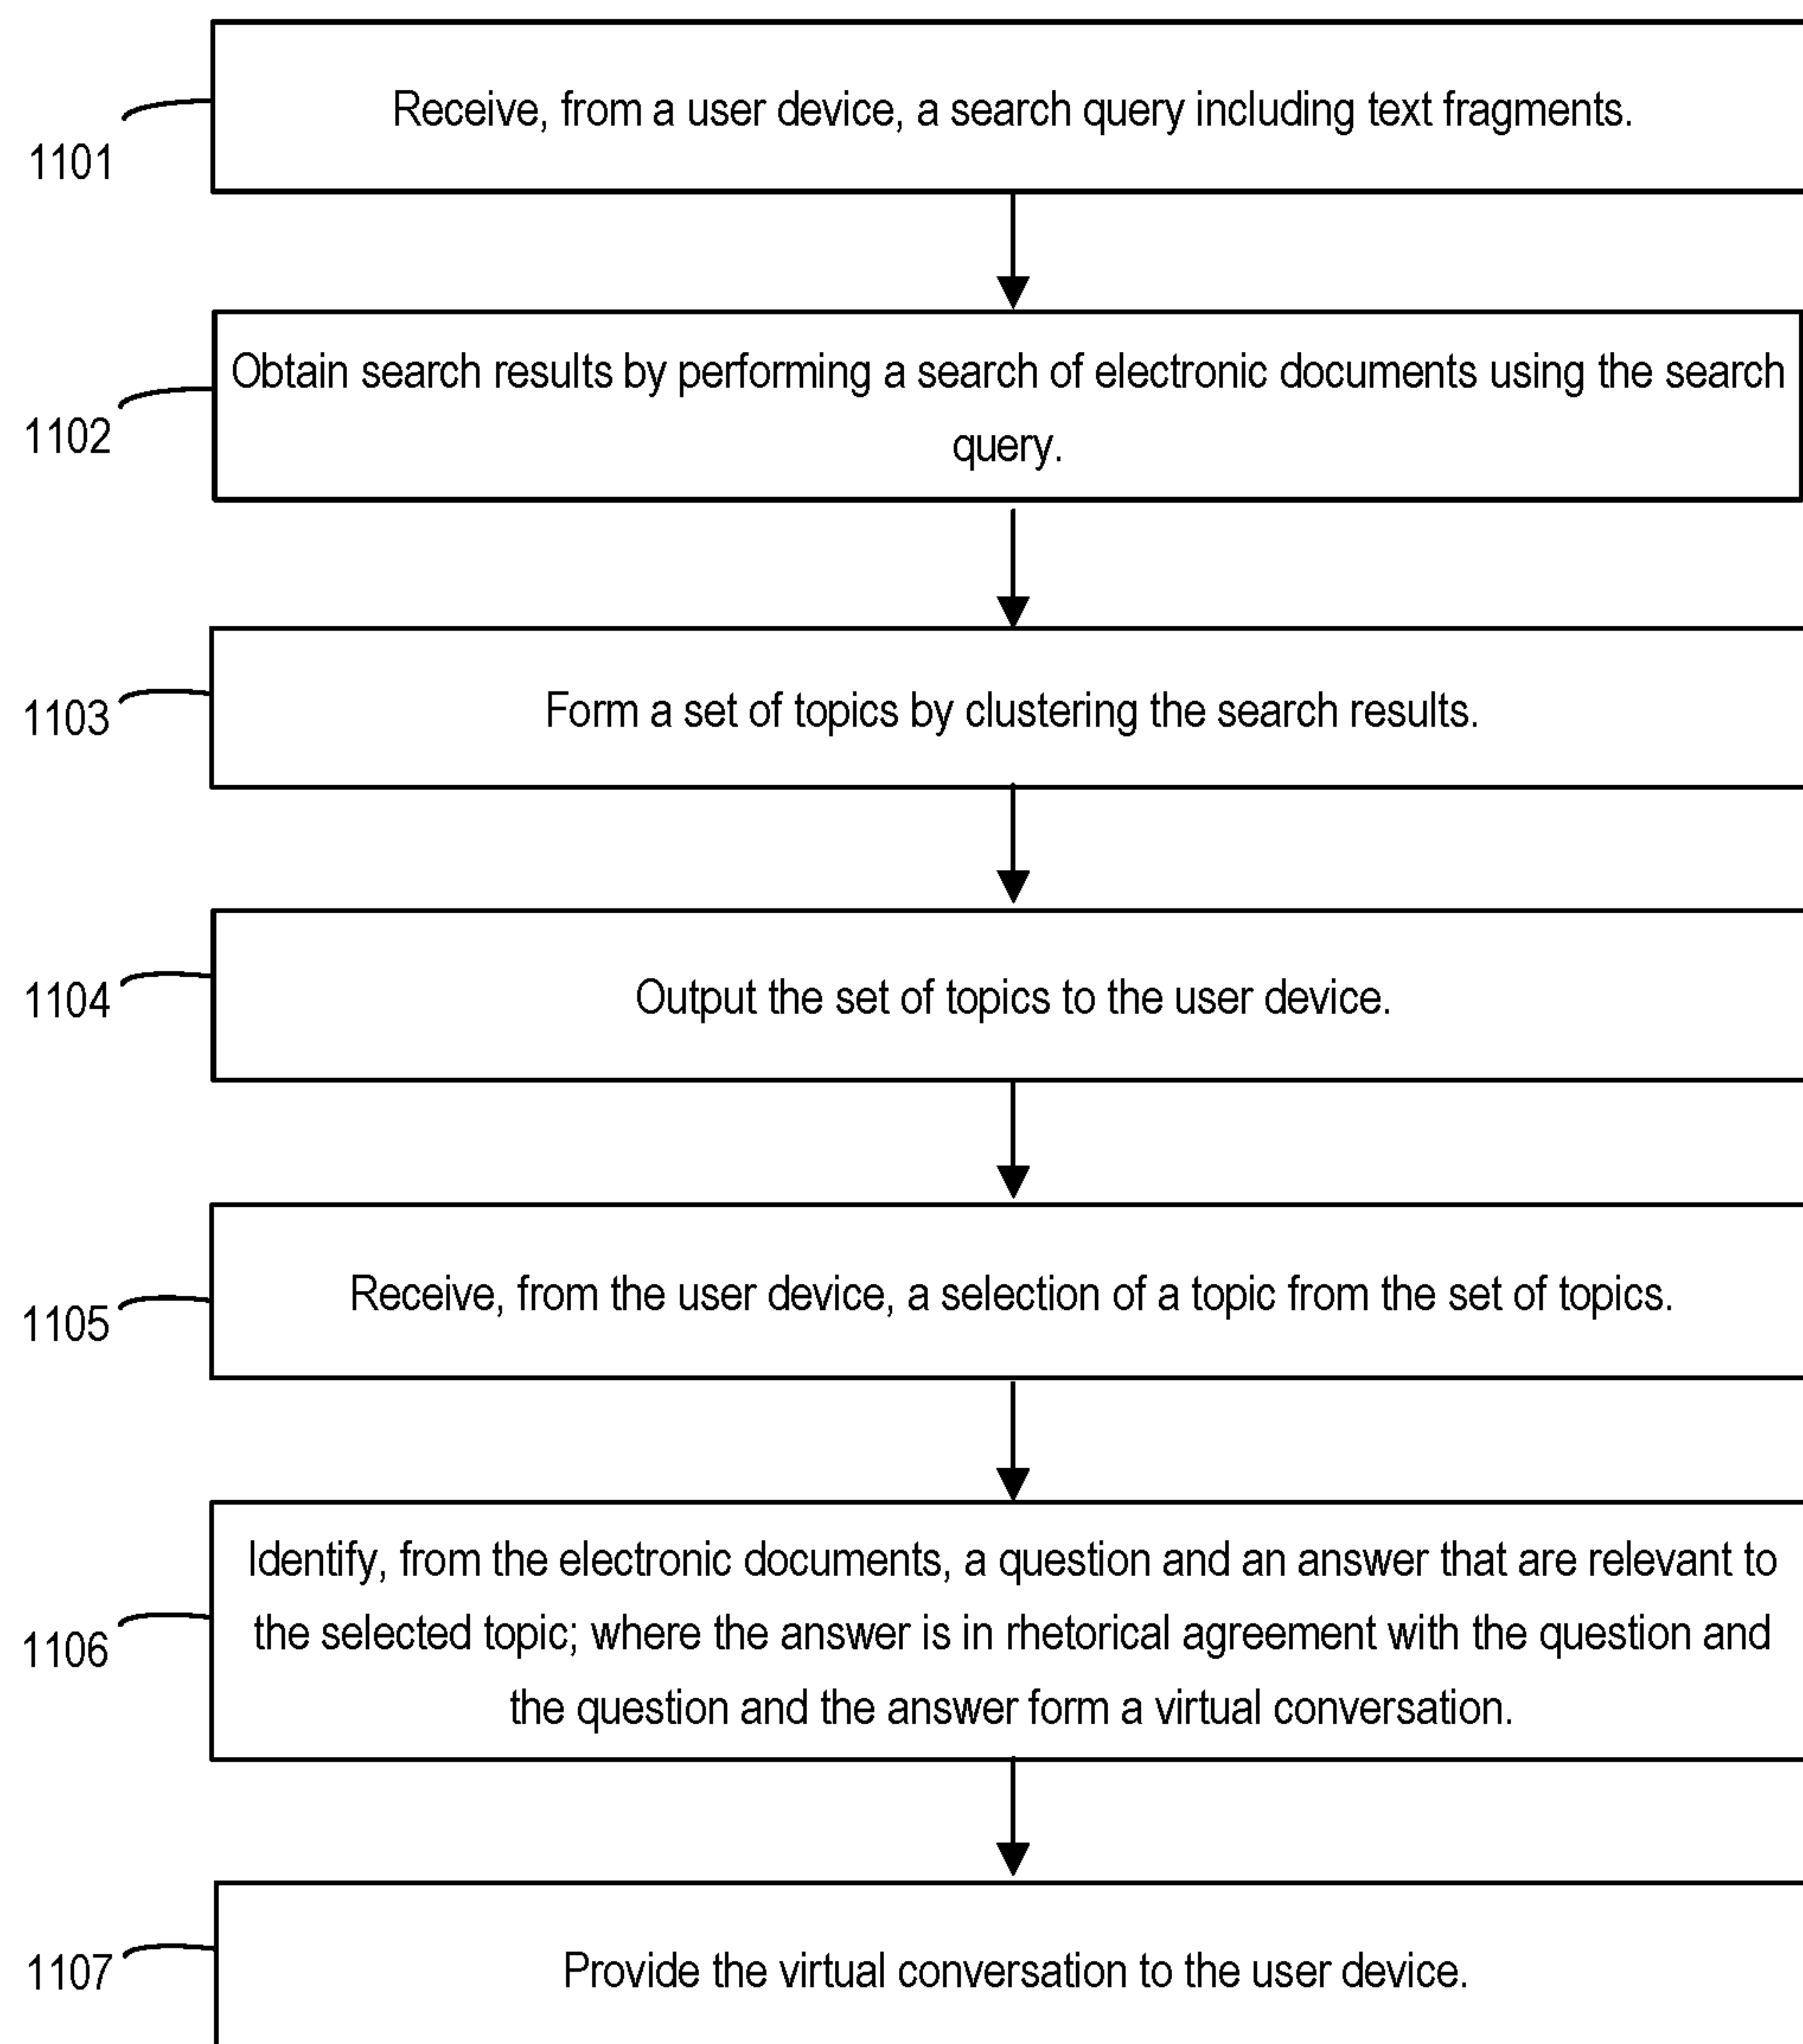 Receive, from a user device, a search query including text fragments.
1101
Obtain search results by performing a search of electronic documents using the search
query.
1102
Form a set of topics by clustering the search results.
1103
Output the set of topics to the user device.
1104
Receive, from the user device, a selection of a topic from the set of topics.
1105
Identify, from the electronic documents, a question and an answer that are relevant to
the selected topic; where the answer is in rhetorical agreement with the question and
the question and the answer form a virtual conversation.
1106
Provide the virtual conversation to the user device.
1107